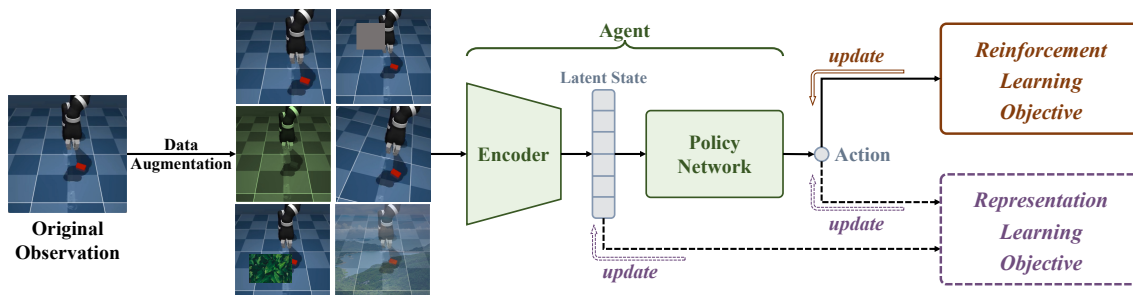 Original
Observation
Data
Augmentation
Agent
Encoder
Latent State
Policy
Network
Action
update
update
update
Reinforcement
Learning
Objective
Representation
Learning
Objective